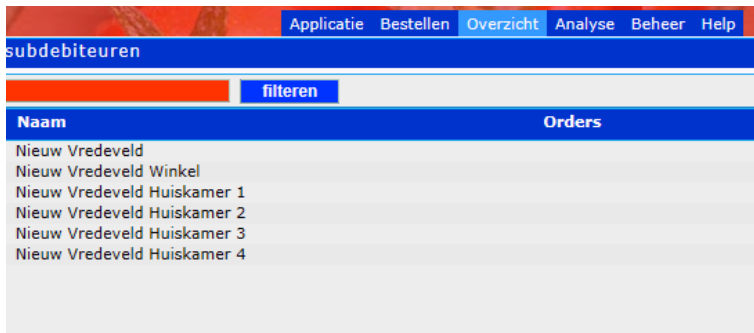 Applicatie Bestellen Overzicht Analyse Beheer Help
subdebiteuren
filteren
Naam Orders
Nieuw Vredeveld
Nieuw Vredeveld Winkel
Nieuw Vredeveld Huiskamer 1
Nieuw Vredeveld Huiskamer 2
Nieuw Vredeveld Huiskamer 3
Nieuw Vredeveld Huiskamer 4